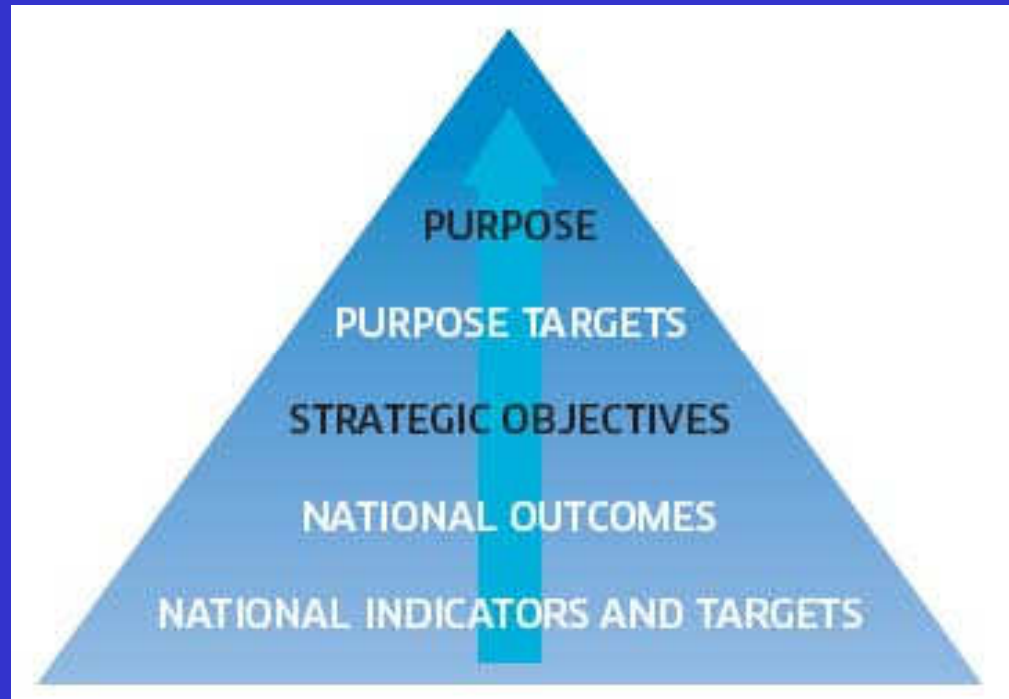 PURPOSE
PURPOSE TARGETS
STRATEGIC OBJECTIVES
NATIONAL OUTCOMES
NATIONAL INDICATORS AND TARGETS